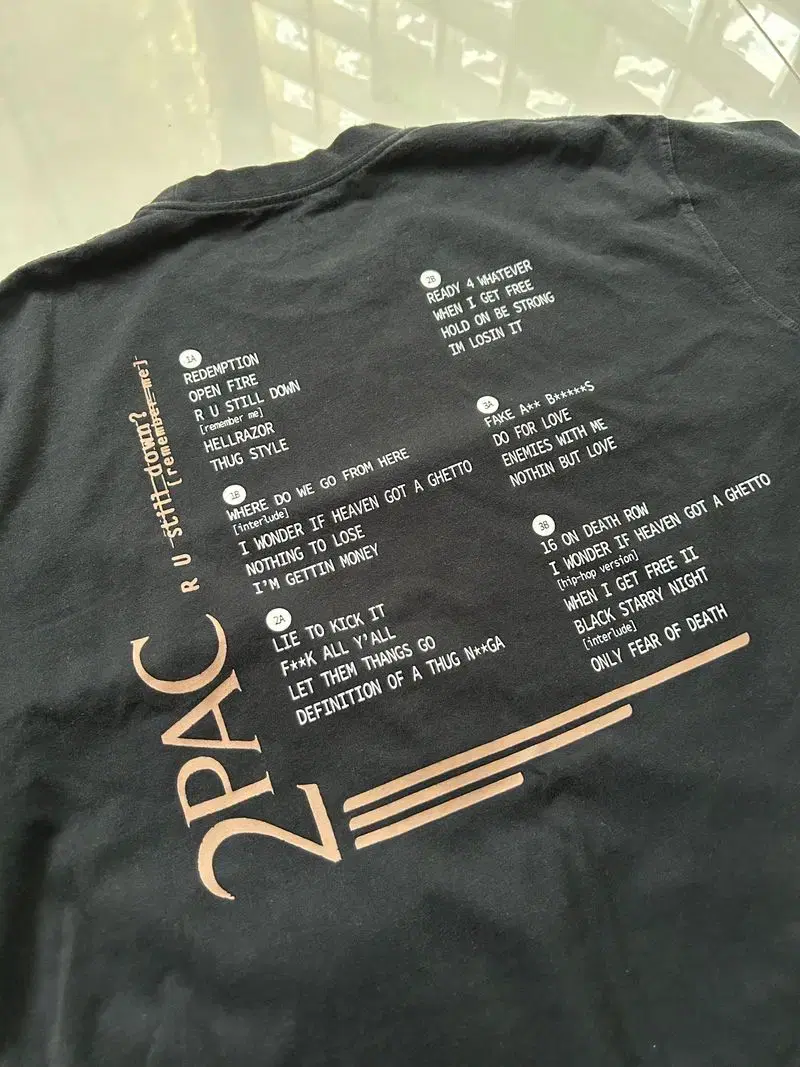 2PAC
R U still down?
[remember me]
1A
REDEMPTION
OPEN FIRE
R U STILL DOWN
[remember me]
HELLRAZOR
THUG STYLE
1B
WHERE DO WE GO FROM HERE
[interlude]
I WONDER IF HEAVEN GOT A GHETTO
NOTHING TO LOSE
I'M GETTIN MONEY
2A
LIE TO KICK IT
F**K ALL Y'ALL
LET THEM THANGS GO
DEFINITION OF A THUG N**GA
2B
READY 4 WHATEVER
WHEN I GET FREE
HOLD ON BE STRONG
IM LOSIN IT
3A
FAKE A** B*****S
DO FOR LOVE
ENEMIES WITH ME
NOTHIN BUT LOVE
3B
16 ON DEATH ROW
I WONDER IF HEAVEN GOT A GHETTO
[hip-hop version]
WHEN I GET FREE II
BLACK STARRY NIGHT
[interlude]
ONLY FEAR OF DEATH